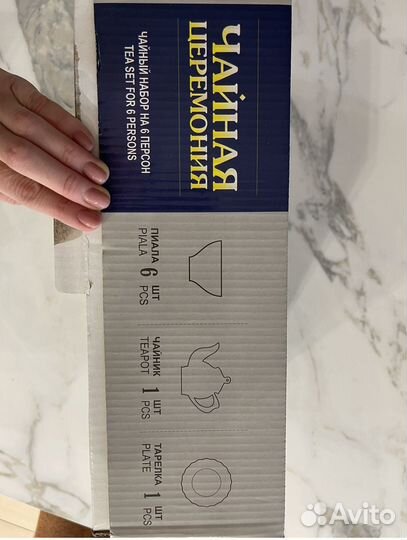 ЧАЙНАЯ
ЦЕРЕМОНИЯ
ЧАЙНЫЙ НАБОР НА 6 ПЕРСОН
TEA SET FOR 6 PERSONS
ПИАЛА 6 ШТ
PIALA PCS
ЧАЙНИК 1 ШТ
TEAPOT PCS
ТАРЕЛКА 1 ШТ
PLATE PCS
Avito